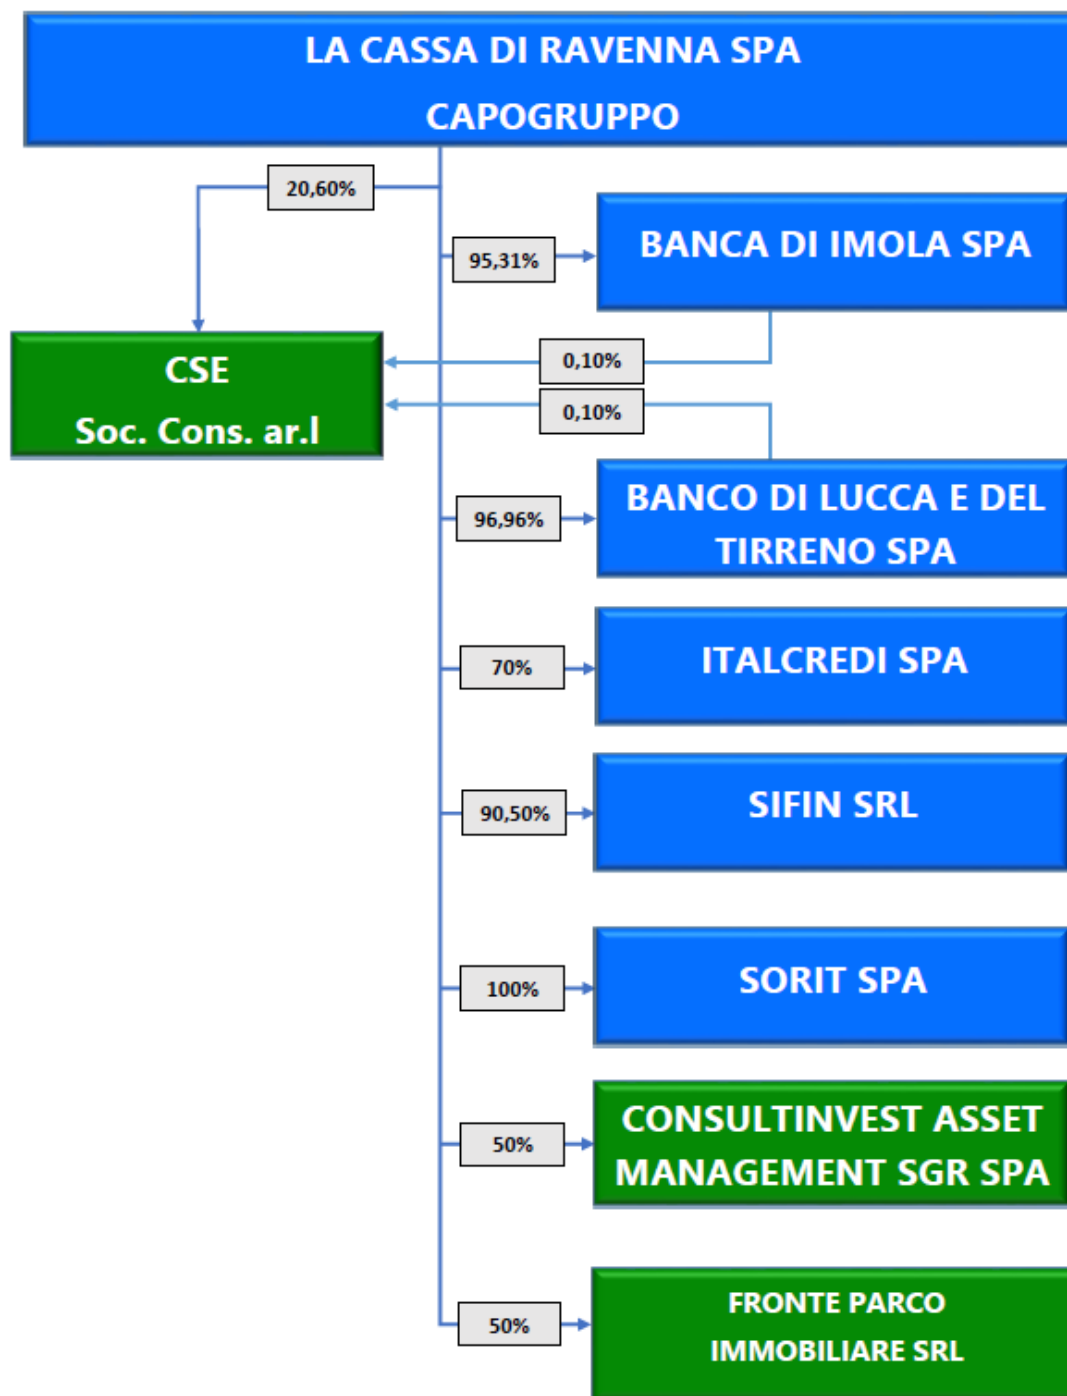 LA CASSA DI RAVENNA SPA
CAPOGRUPPO
20,60%
95,31%
BANCA DI IMOLA SPA
0,10%
CSE
Soc. Cons. ar.l
0,10%
96,96%
BANCO DI LUCCA E DEL
TIRRENO SPA
70%
ITALCREDI SPA
90,50%
SIFIN SRL
100%
SORIT SPA
50%
CONSULTINVEST ASSET
MANAGEMENT SGR SPA
50%
FRONTE PARCO
IMMOBILIARE SRL